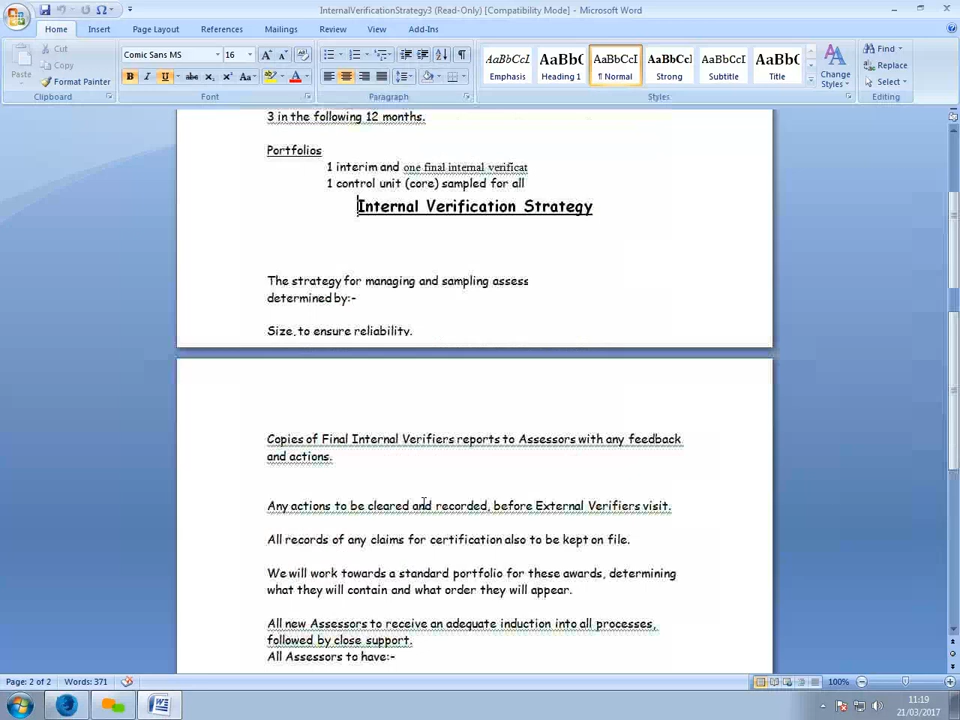 InternalVerificationStrategy3 (Read-Only) [Compatibility Mode] - Microsoft Word
Home Insert Page Layout References Mailings Review View Add-Ins
Paste
Cut
Copy
Format Painter
Clipboard
Comic Sans MS 16
Font
Paragraph
AaBbCcI Emphasis
AaBb( Heading 1
AaBbCcI ¶ Normal
AaBbCc Strong
AaBbCcI Subtitle
AaBb( Title
Change Styles
Styles
Find
Replace
Select
Editing
3 in the following 12 months.
Portfolios
1 interim and one final internal verificat
1 control unit (core) sampled for all
Internal Verification Strategy
The strategy for managing and sampling assess
determined by:-
Size, to ensure reliability.
Copies of Final Internal Verifiers reports to Assessors with any feedback
and actions.
Any actions to be cleared and recorded, before External Verifiers visit.
All records of any claims for certification also to be kept on file.
We will work towards a standard portfolio for these awards, determining
what they will contain and what order they will appear.
All new Assessors to receive an adequate induction into all processes,
followed by close support.
All Assessors to have:-
Page: 2 of 2 Words: 371 100%
11:19
21/03/2017